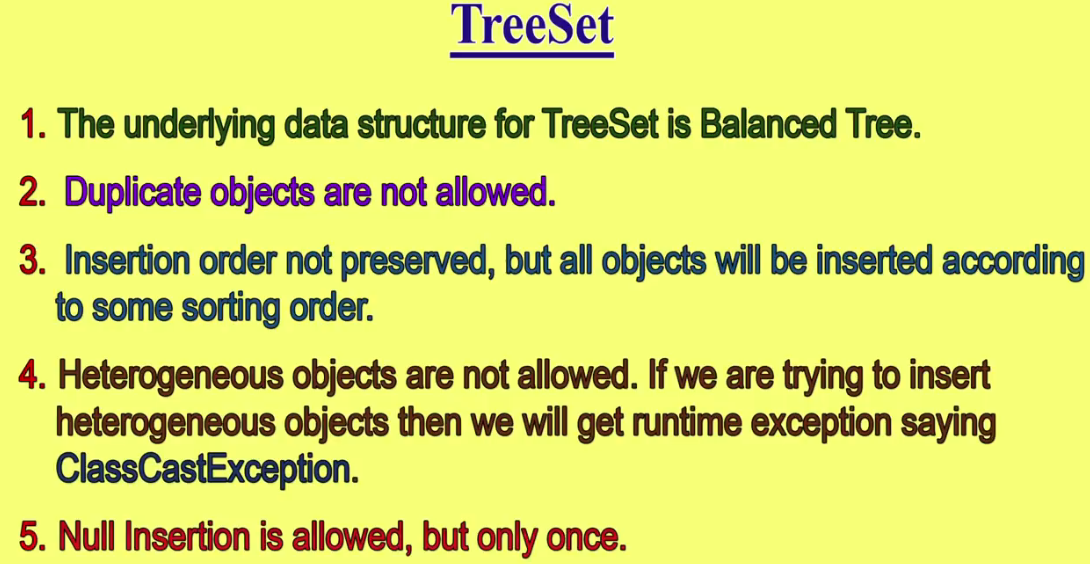 TreeSet
1. The underlying data structure for TreeSet is Balanced Tree.
2. Duplicate objects are not allowed.
3. Insertion order not preserved, but all objects will be inserted according
to some sorting order.
4. Heterogeneous objects are not allowed. If we are trying to insert
heterogeneous objects then we will get runtime exception saying
ClassCastException.
5. Null Insertion is allowed, but only once.